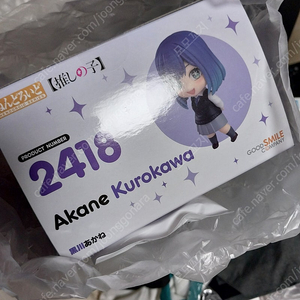 んどろいど
【推しの子】
PRODUCT NUMBER
2418
Akane Kurokawa
黒川あかね
GOOD SMILE
COMPANY